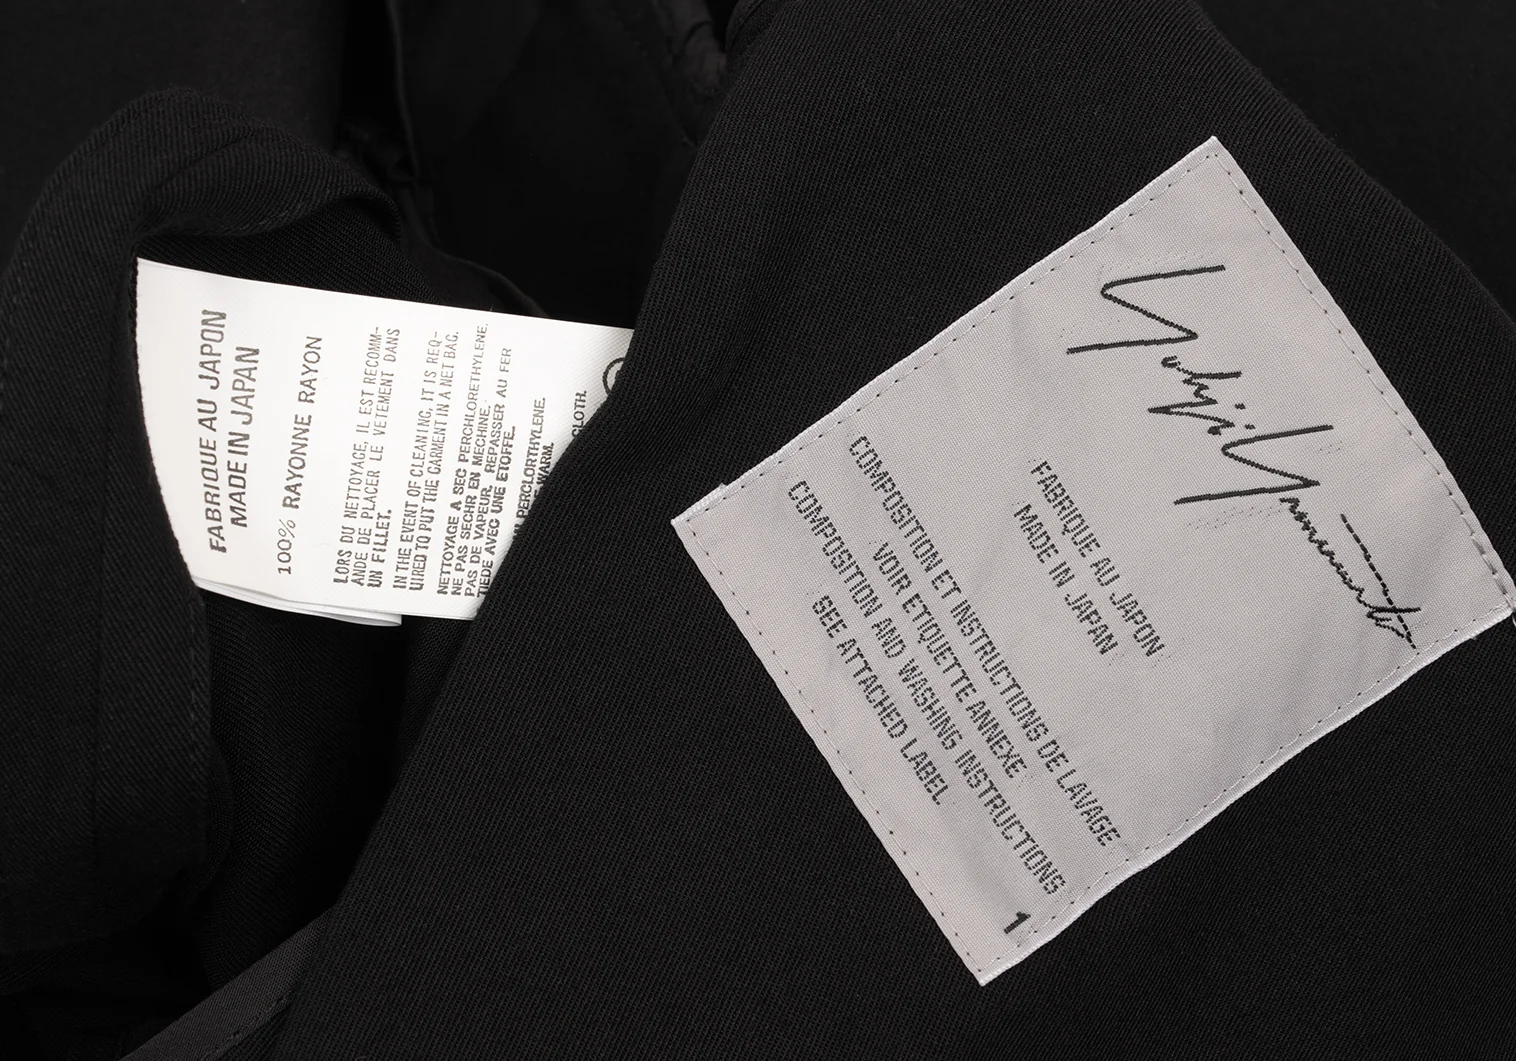 FABRIQUE AU JAPON
MADE IN JAPAN
100% RAYONNE RAYON
LORS DU NETTOYAGE, IL EST RECOMM-
ANDE DE PLACER LE VETEMENT DANS
UN FILLET.
IN THE EVENT OF CLEANING, IT IS REQ-
UIRED TO PUT THE GARMENT IN A NET BAG.
NETTOYAGE A SEC PERCHLORETHYLENE.
NE PAS SECHR EN MECHINE.
PAS DE VAPEUR. REPASSER AU FER
TIEDE AVEC UNE ETOFFE.
PERCLORTHYLENE.
WARM.
CLOTH.
Yohji Yamamoto
FABRIQUE AU JAPON
MADE IN JAPAN
COMPOSITION ET INSTRUCTIONS DE LAVAGE
VOIR ETIQUETTE ANNEXE
COMPOSITION AND WASHING INSTRUCTIONS
SEE ATTACHED LABEL
1